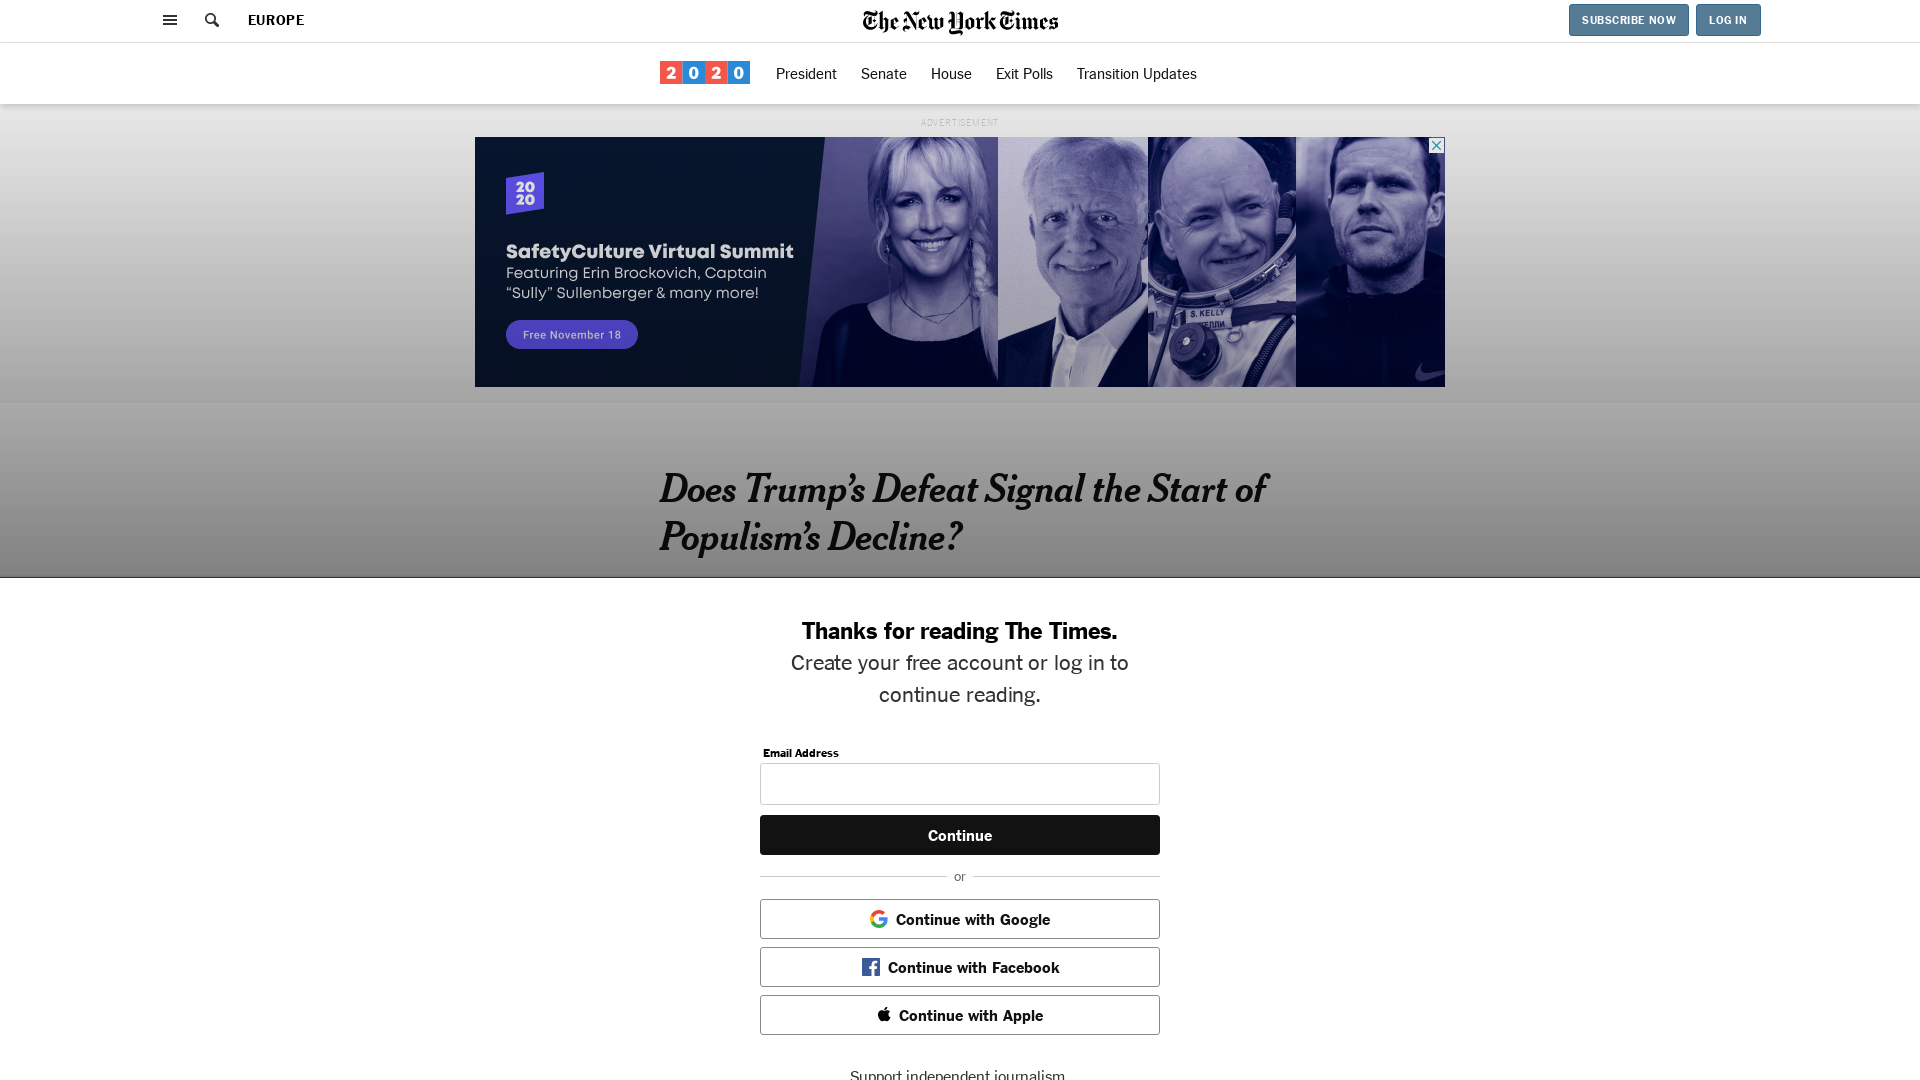 EUROPE
The New York Times
SUBSCRIBE NOW
LOG IN
2020
President
Senate
House
Exit Polls
Transition Updates
ADVERTISEMENT
20
20
SafetyCulture Virtual Summit
Featuring Erin Brockovich, Captain
“Sully” Sullenberger & many more!
Free November 18
S. KELLY
Does Trump’s Defeat Signal the Start of
Populism’s Decline?
Thanks for reading The Times.
Create your free account or log in to
continue reading.
Email Address
Continue
or
Continue with Google
Continue with Facebook
Continue with Apple
Support independent journalism